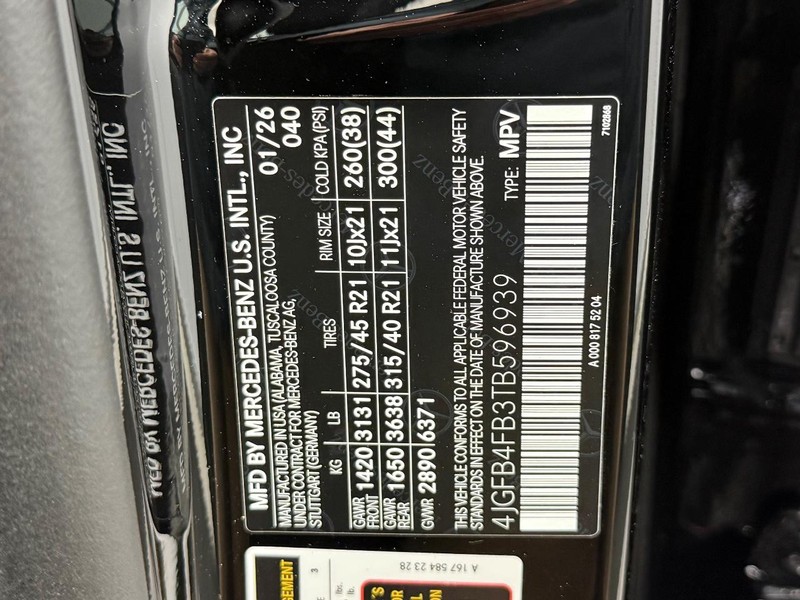 MFD BY MERCEDES-BENZ U.S. INTL., INC
MANUFACTURED IN USA (ALABAMA, TUSCALOOSA COUNTY) 01/26
UNDER CONTRACT FOR MERCEDES-BENZ AG, 040
STUTTGART (GERMANY)
KG LB TIRES RIM SIZE COLD KPA(PSI)
GAWR FRONT 1420 3131 275/45 R21 10Jx21 260(38)
GAWR REAR 1650 3638 315/40 R21 11Jx21 300(44)
GVWR 2890 6371
THIS VEHICLE CONFORMS TO ALL APPLICABLE FEDERAL MOTOR VEHICLE SAFETY
STANDARDS IN EFFECT ON THE DATE OF MANUFACTURE SHOWN ABOVE.
4JGFB4FB3TB596939 TYPE: MPV
A 000 817 52 04
7102868
A 167 584 23 28